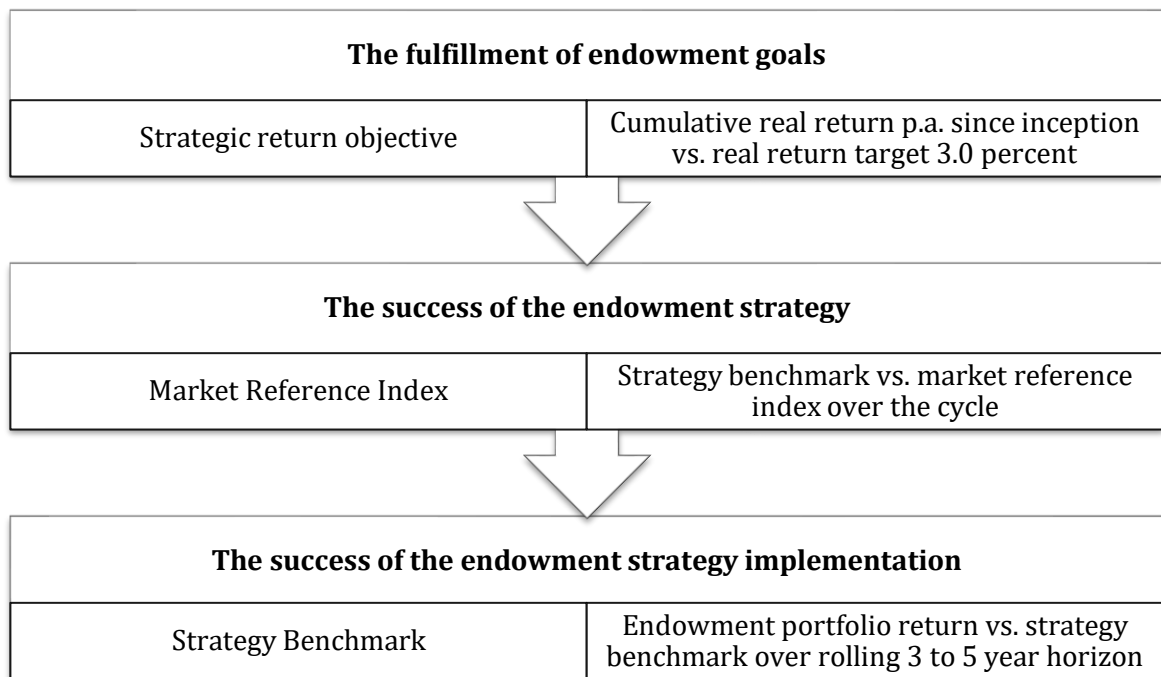 The fulfillment of endowment goals
Strategic return objective
Cumulative real return p.a. since inception
vs. real return target 3.0 percent
The success of the endowment strategy
Market Reference Index
Strategy benchmark vs. market reference
index over the cycle
The success of the endowment strategy implementation
Strategy Benchmark
Endowment portfolio return vs. strategy
benchmark over rolling 3 to 5 year horizon